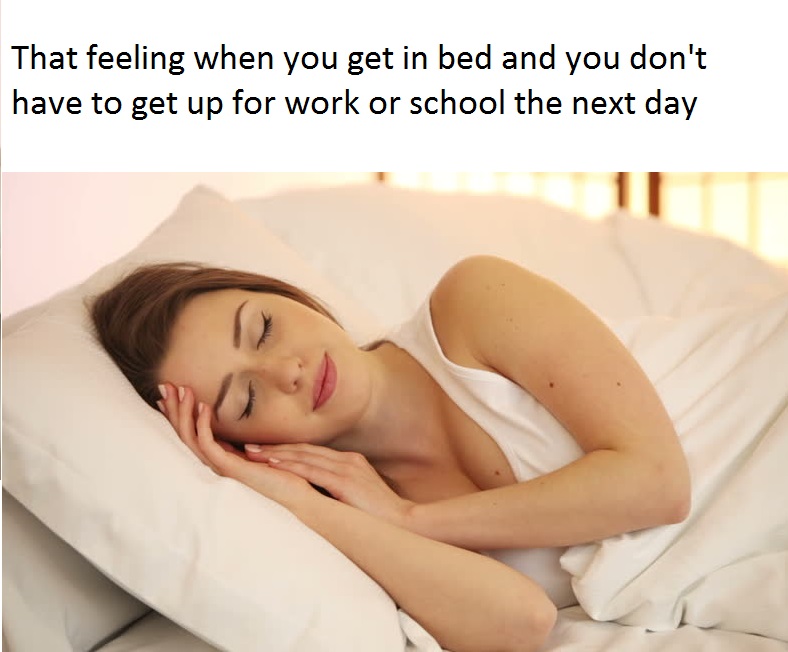 That feeling when you get in bed and you don't
have to get up for work or school the next day